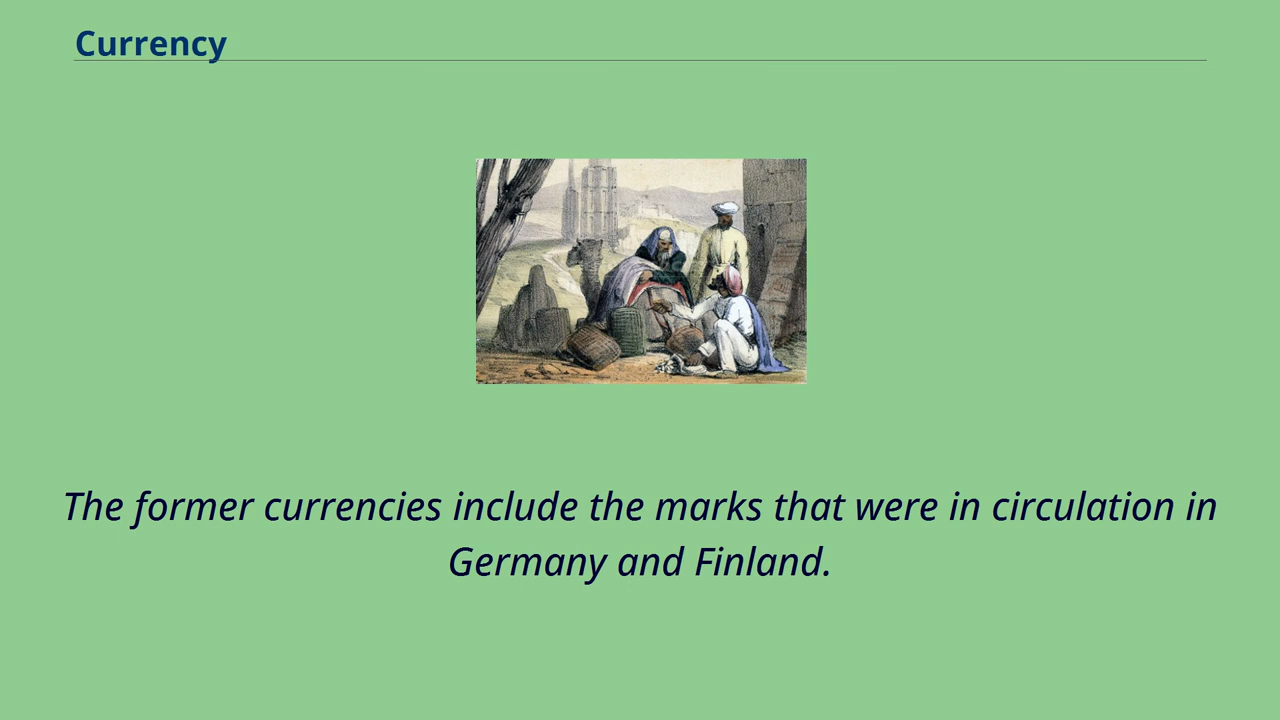 Currency
The former currencies include the marks that were in circulation in
Germany and Finland.